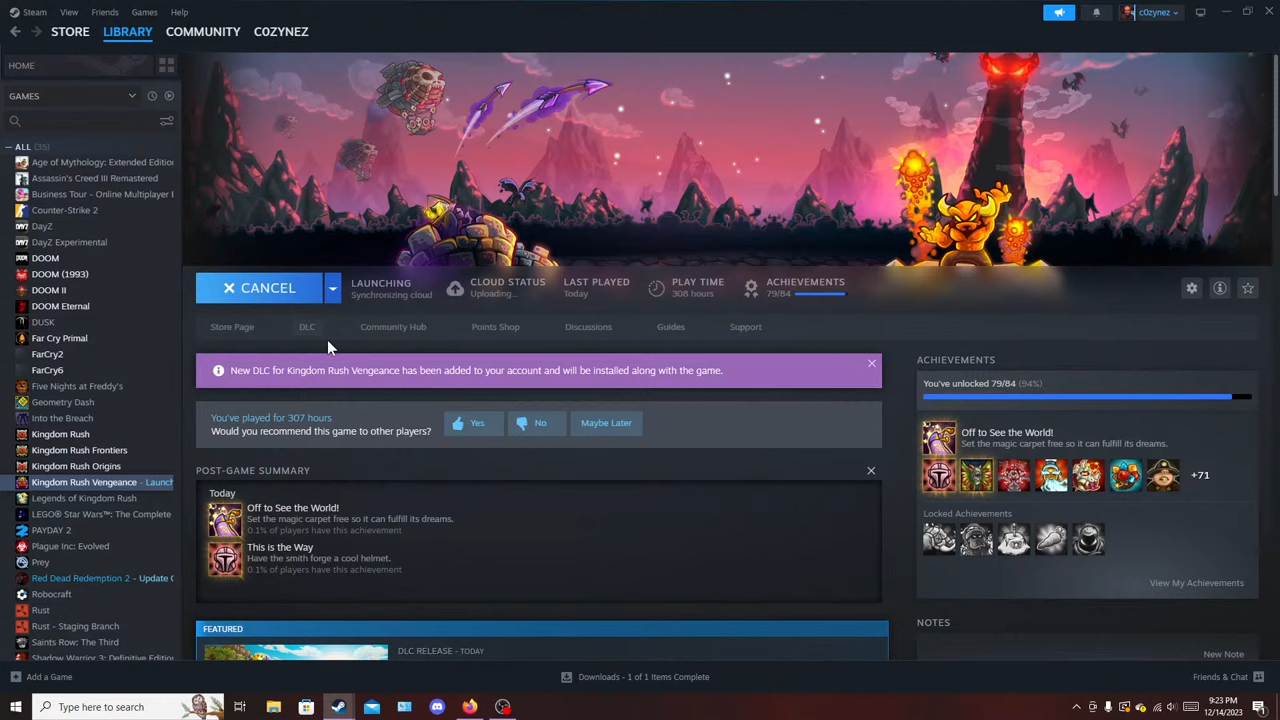 Steam View Friends Games Help
c0zynez
STORE LIBRARY COMMUNITY C0ZYNEZ
HOME
GAMES
ALL (35)
Age of Mythology: Extended Edition
Assassin's Creed III Remastered
Business Tour - Online Multiplayer
Counter-Strike 2
DayZ
DayZ Experimental
DOOM
DOOM (1993)
DOOM II
DOOM Eternal
DUSK
Far Cry Primal
FarCry2
FarCry6
Five Nights at Freddy's
Geometry Dash
Into the Breach
Kingdom Rush
Kingdom Rush Frontiers
Kingdom Rush Origins
Kingdom Rush Vengeance - Launch
Legends of Kingdom Rush
LEGO® Star Wars™: The Complete
PAYDAY 2
Plague Inc: Evolved
Prey
Red Dead Redemption 2 - Update
Robocraft
Rust
Rust - Staging Branch
Saints Row: The Third
Shadow Warrior 3: Definitive Edition
CANCEL
LAUNCHING
Synchronizing cloud
CLOUD STATUS
Uploading...
LAST PLAYED
Today
PLAY TIME
308 hours
ACHIEVEMENTS
79/84
Store Page DLC Community Hub Points Shop Discussions Guides Support
New DLC for Kingdom Rush Vengeance has been added to your account and will be installed along with the game.
You've played for 307 hours
Would you recommend this game to other players?
Yes No Maybe Later
POST-GAME SUMMARY
Today
Off to See the World!
Set the magic carpet free so it can fulfill its dreams.
0.1% of players have this achievement
This is the Way
Have the smith forge a cool helmet.
0.1% of players have this achievement
FEATURED
DLC RELEASE - TODAY
ACHIEVEMENTS
You've unlocked 79/84 (94%)
Off to See the World!
Set the magic carpet free so it can fulfill its dreams.
+71
Locked Achievements
View My Achievements
NOTES
New Note
Add a Game
Downloads - 1 of 1 Items Complete
Friends & Chat
Type here to search
9:23 PM
12/14/2023